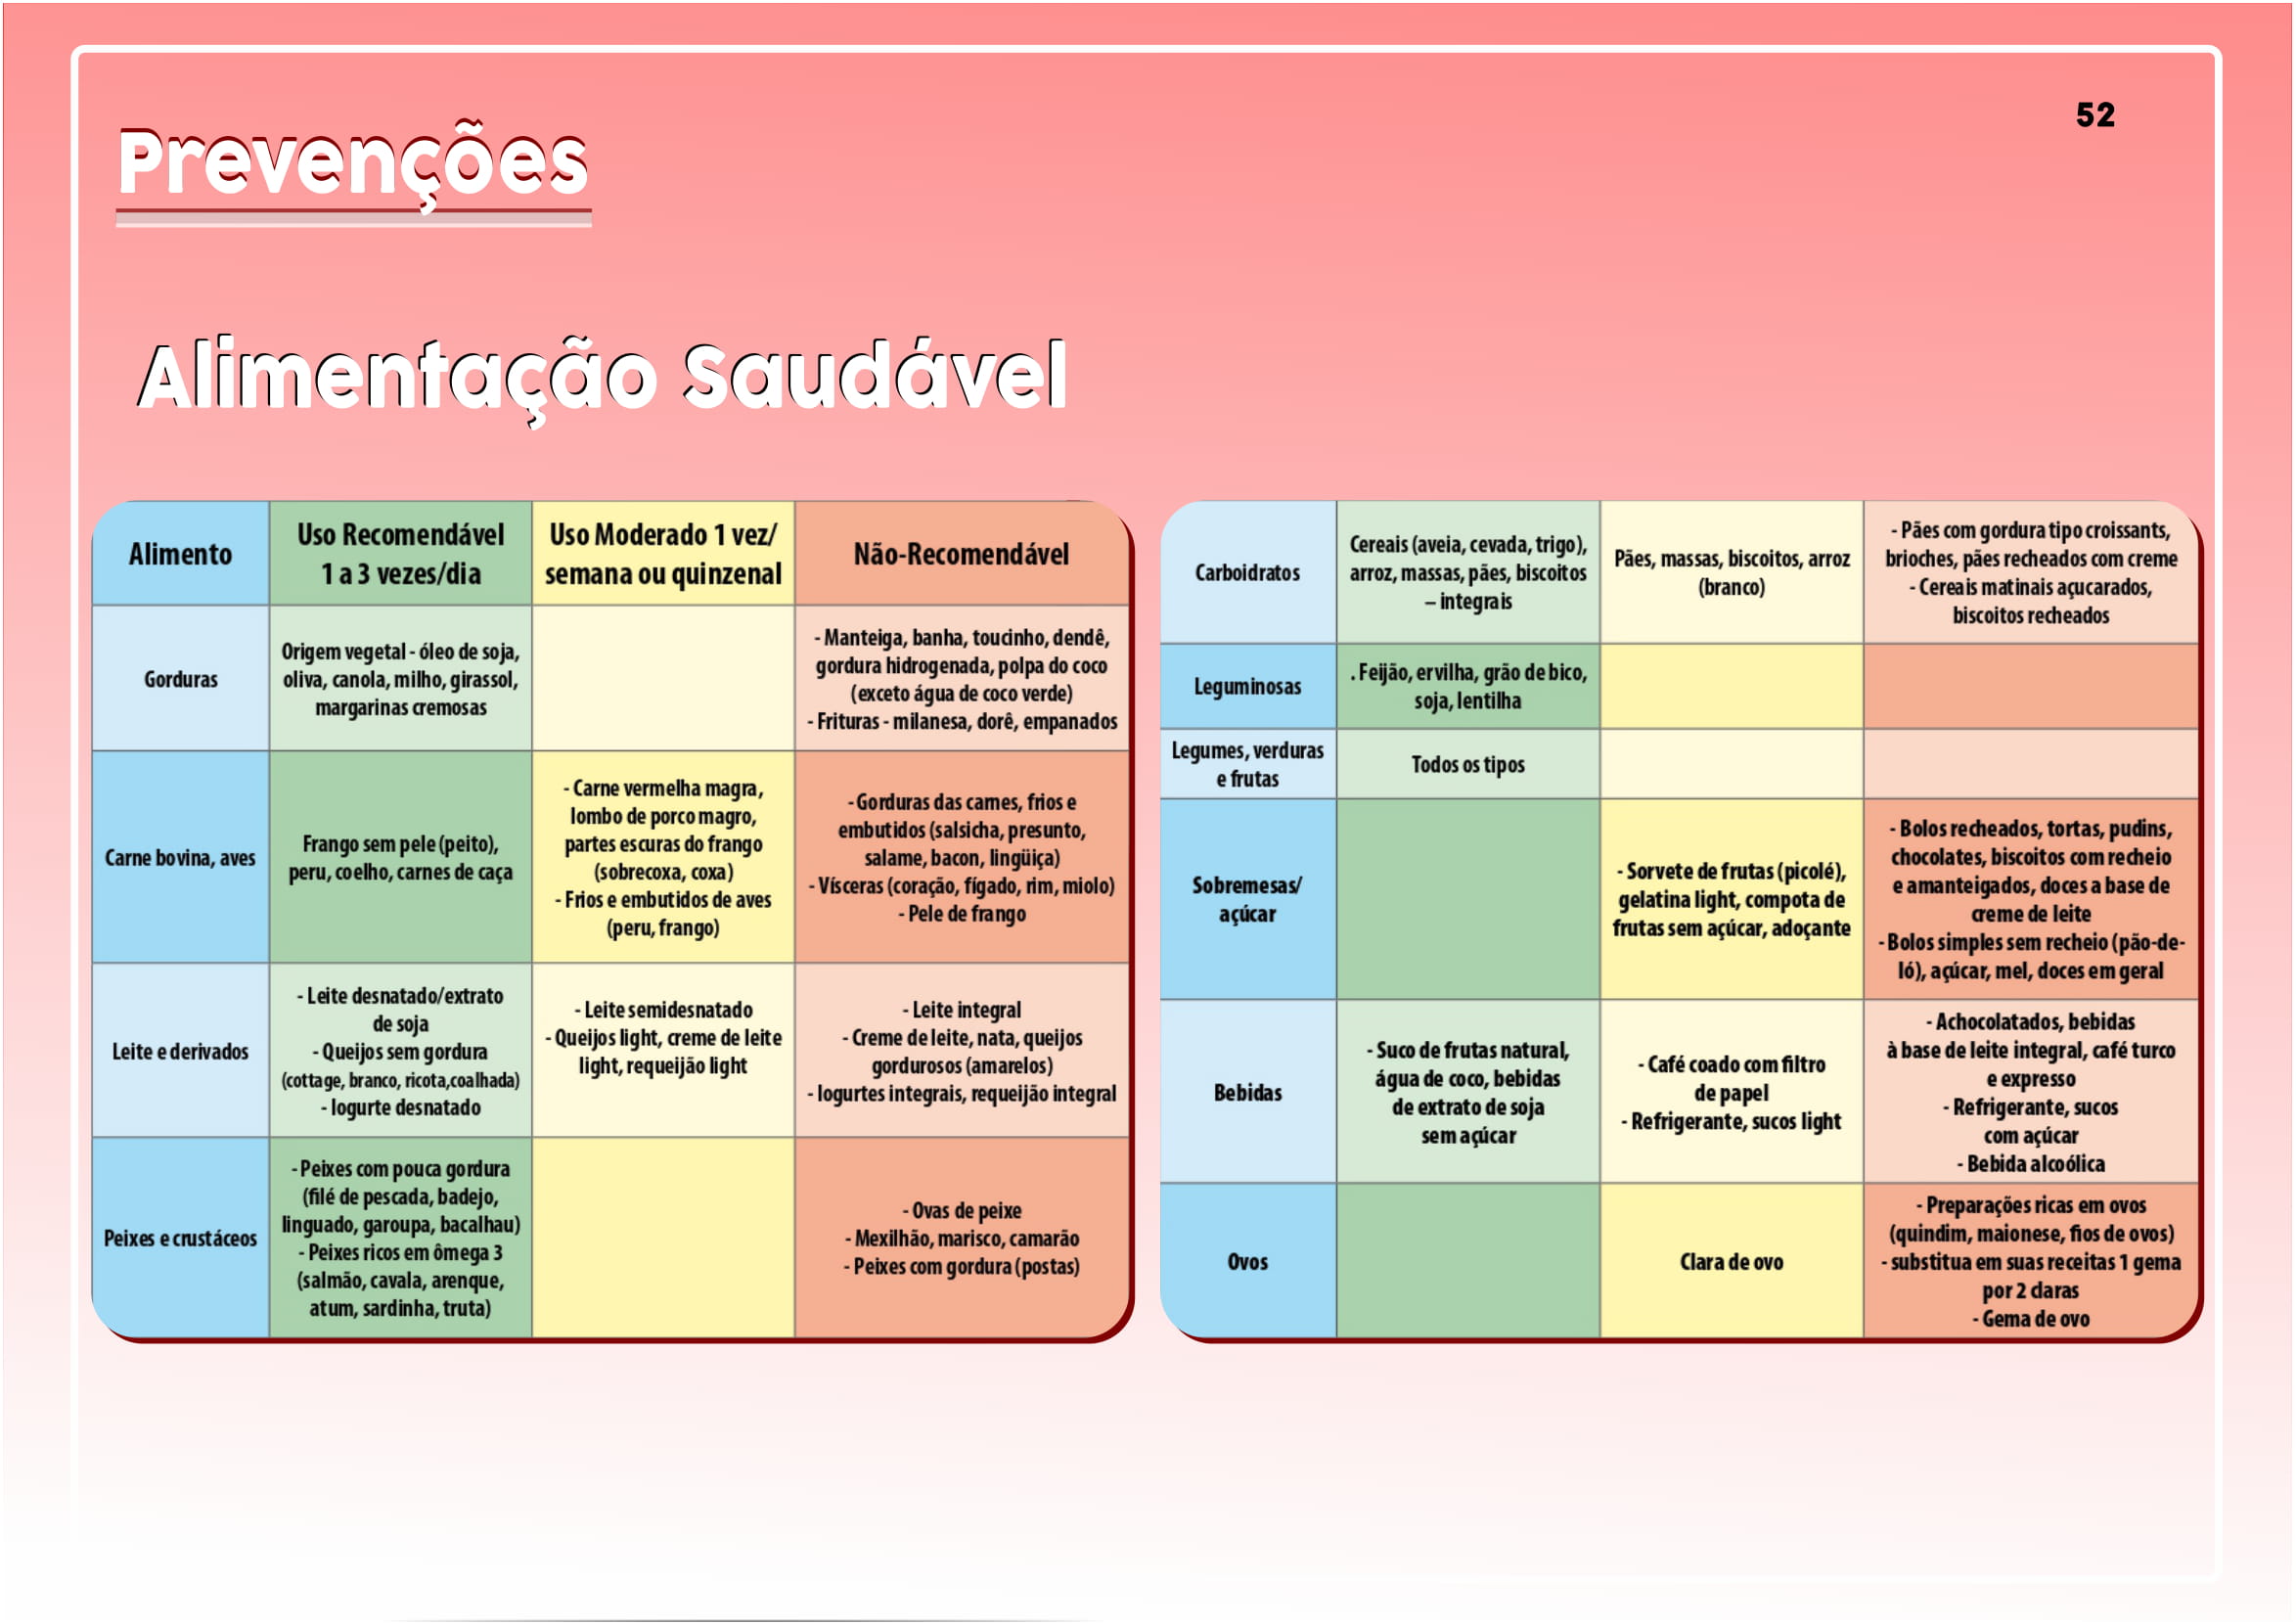 52
Prevenções
Alimentação Saudável
Alimento
Uso Recomendável
1 a 3 vezes/dia
Uso Moderado 1 vez/
semana ou quinzenal
Não-Recomendável
Gorduras
Origem vegetal - óleo de soja,
oliva, canola, milho, girassol,
margarinas cremosas
- Manteiga, banha, toucinho, dendê,
gordura hidrogenada, polpa do coco
(exceto água de coco verde)
- Frituras - milanesa, dorê, empanados
Carne bovina, aves
Frango sem pele (peito),
peru, coelho, carnes de caça
- Carne vermelha magra,
lombo de porco magro,
partes escuras do frango
(sobrecoxa, coxa)
- Frios e embutidos de aves
(peru, frango)
- Gorduras das carnes, frios e
embutidos (salsicha, presunto,
salame, bacon, lingüiça)
- Vísceras (coração, fígado, rim, miolo)
- Pele de frango
Leite e derivados
- Leite desnatado/extrato
de soja
- Queijos sem gordura
(cottage, branco, ricota,coalhada)
- Iogurte desnatado
- Leite semidesnatado
- Queijos light, creme de leite
light, requeijão light
- Leite integral
- Creme de leite, nata, queijos
gordurosos (amarelos)
- Iogurtes integrais, requeijão integral
Peixes e crustáceos
- Peixes com pouca gordura
(filé de pescada, badejo,
linguado, garoupa, bacalhau)
- Peixes ricos em ômega 3
(salmão, cavala, arenque,
atum, sardinha, truta)
- Ovas de peixe
- Mexilhão, marisco, camarão
- Peixes com gordura (postas)
Carboidratos
Cereais (aveia, cevada, trigo),
arroz, massas, pães, biscoitos
– integrais
Pães, massas, biscoitos, arroz
(branco)
- Pães com gordura tipo croissants,
brioches, pães recheados com creme
- Cereais matinais açucarados,
biscoitos recheados
Leguminosas
. Feijão, ervilha, grão de bico,
soja, lentilha
Legumes, verduras
e frutas
Todos os tipos
Sobremesas/
açúcar
- Sorvete de frutas (picolé),
gelatina light, compota de
frutas sem açúcar, adoçante
- Bolos recheados, tortas, pudins,
chocolates, biscoitos com recheio
e amanteigados, doces a base de
creme de leite
- Bolos simples sem recheio (pão-de-
ló), açúcar, mel, doces em geral
Bebidas
- Suco de frutas natural,
água de coco, bebidas
de extrato de soja
sem açúcar
- Café coado com filtro
de papel
- Refrigerante, sucos light
- Achocolatados, bebidas
à base de leite integral, café turco
e expresso
- Refrigerante, sucos
com açúcar
- Bebida alcoólica
Ovos
Clara de ovo
- Preparações ricas em ovos
(quindim, maionese, fios de ovos)
- substitua em suas receitas 1 gema
por 2 claras
- Gema de ovo